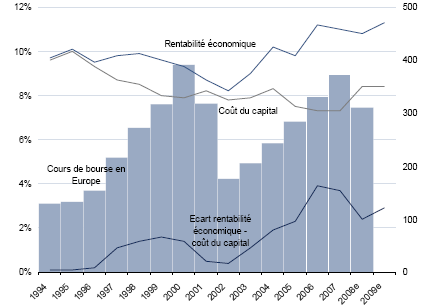 12%
500
Rentabilité économique
10%
400
8%
Coût du capital
300
6%
Cours de bourse en
Europe
200
4%
Ecart rentabilité
économique -
coût du capital
100
2%
0%
0
1994 1995 1996 1997 1998 1999 2000 2001 2002 2003 2004 2005 2006 2007 2008e 2009e